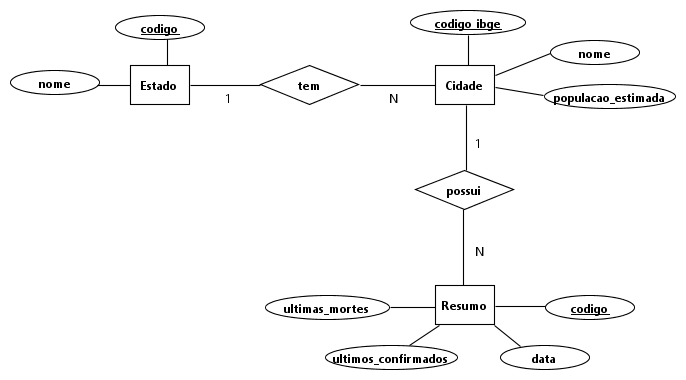 codigo
codigo_ibge
nome
nome
Estado
tem
Cidade
1
N
populacao_estimada
1
possui
N
ultimas_mortes
Resumo
codigo
ultimos_confirmados
data